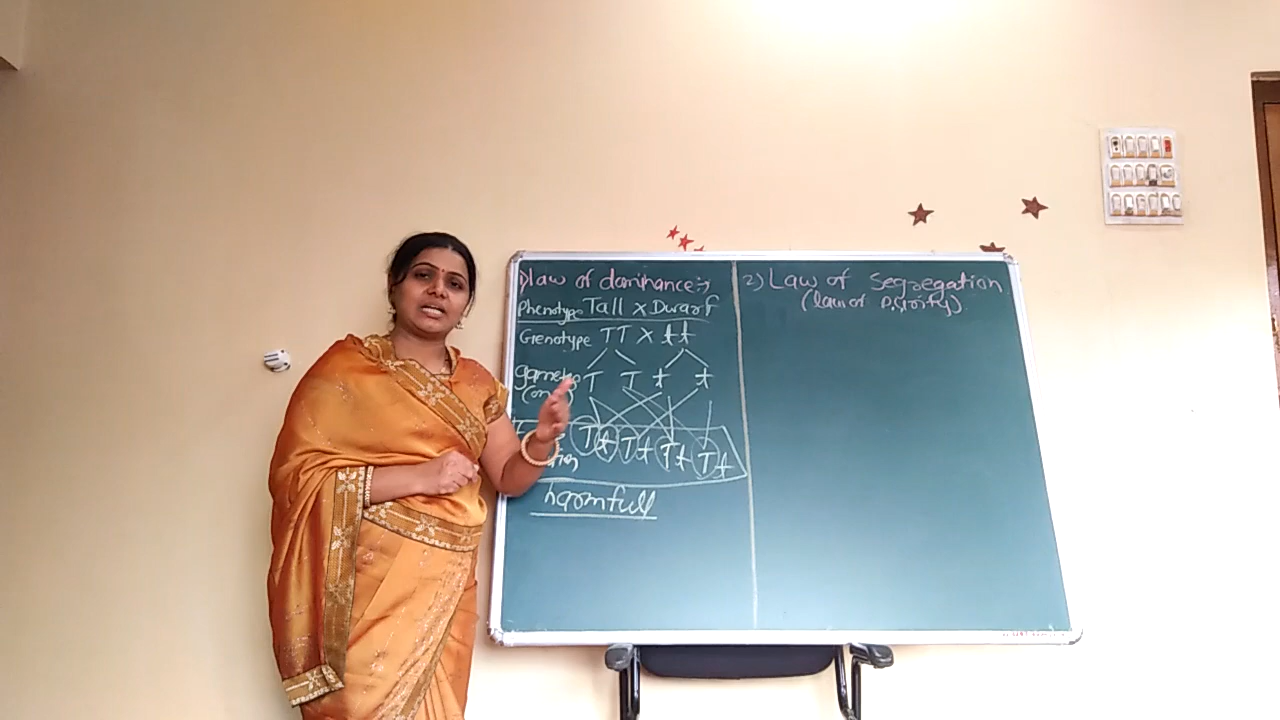 1) law of dominance :-
Phenotype Tall x Dwarf
Genotype TT x tt
gametes T T t t
Tt Tt Tt Tt
harmfull
2) Law of Segregation
(law of Purity)